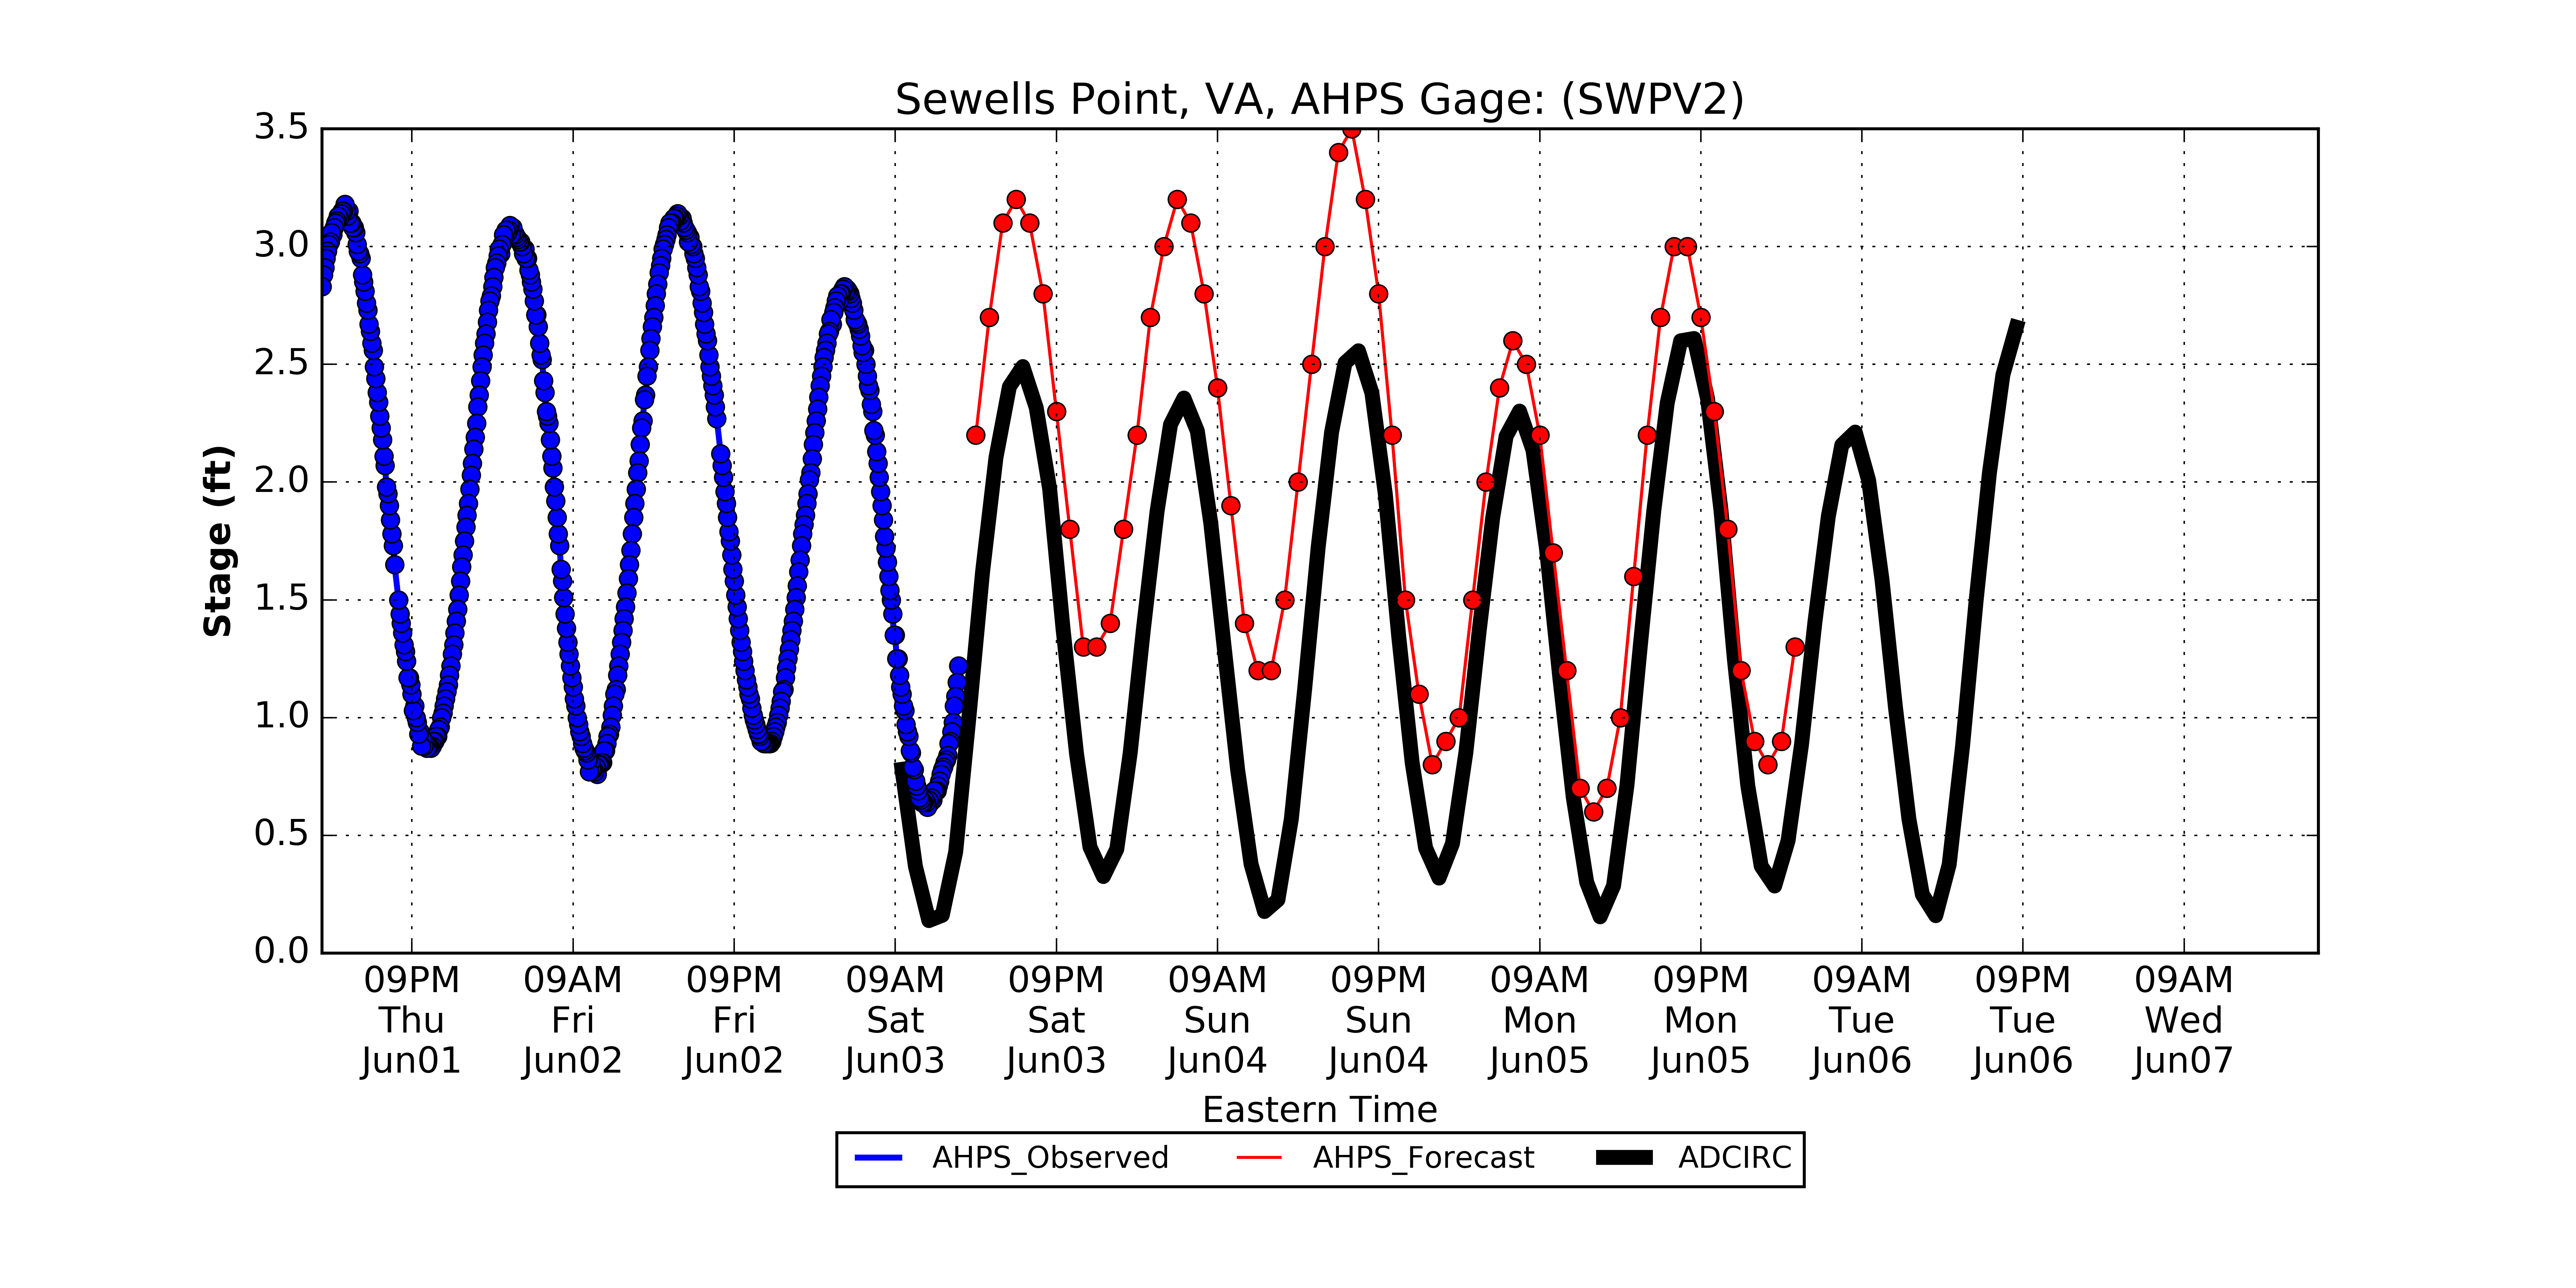 Sewells Point, VA, AHPS Gage: (SWPV2)
3.5
3.0
2.5
2.0
1.5
1.0
0.5
0.0
Stage (ft)
09PM 09AM 09PM 09AM 09PM 09AM 09PM 09AM 09PM 09AM 09PM 09AM
Thu Fri Fri Sat Sat Sun Sun Mon Mon Tue Tue Wed
Jun01 Jun02 Jun02 Jun03 Jun03 Jun04 Jun04 Jun05 Jun05 Jun06 Jun06 Jun07
Eastern Time
AHPS_Observed AHPS_Forecast ADCIRC